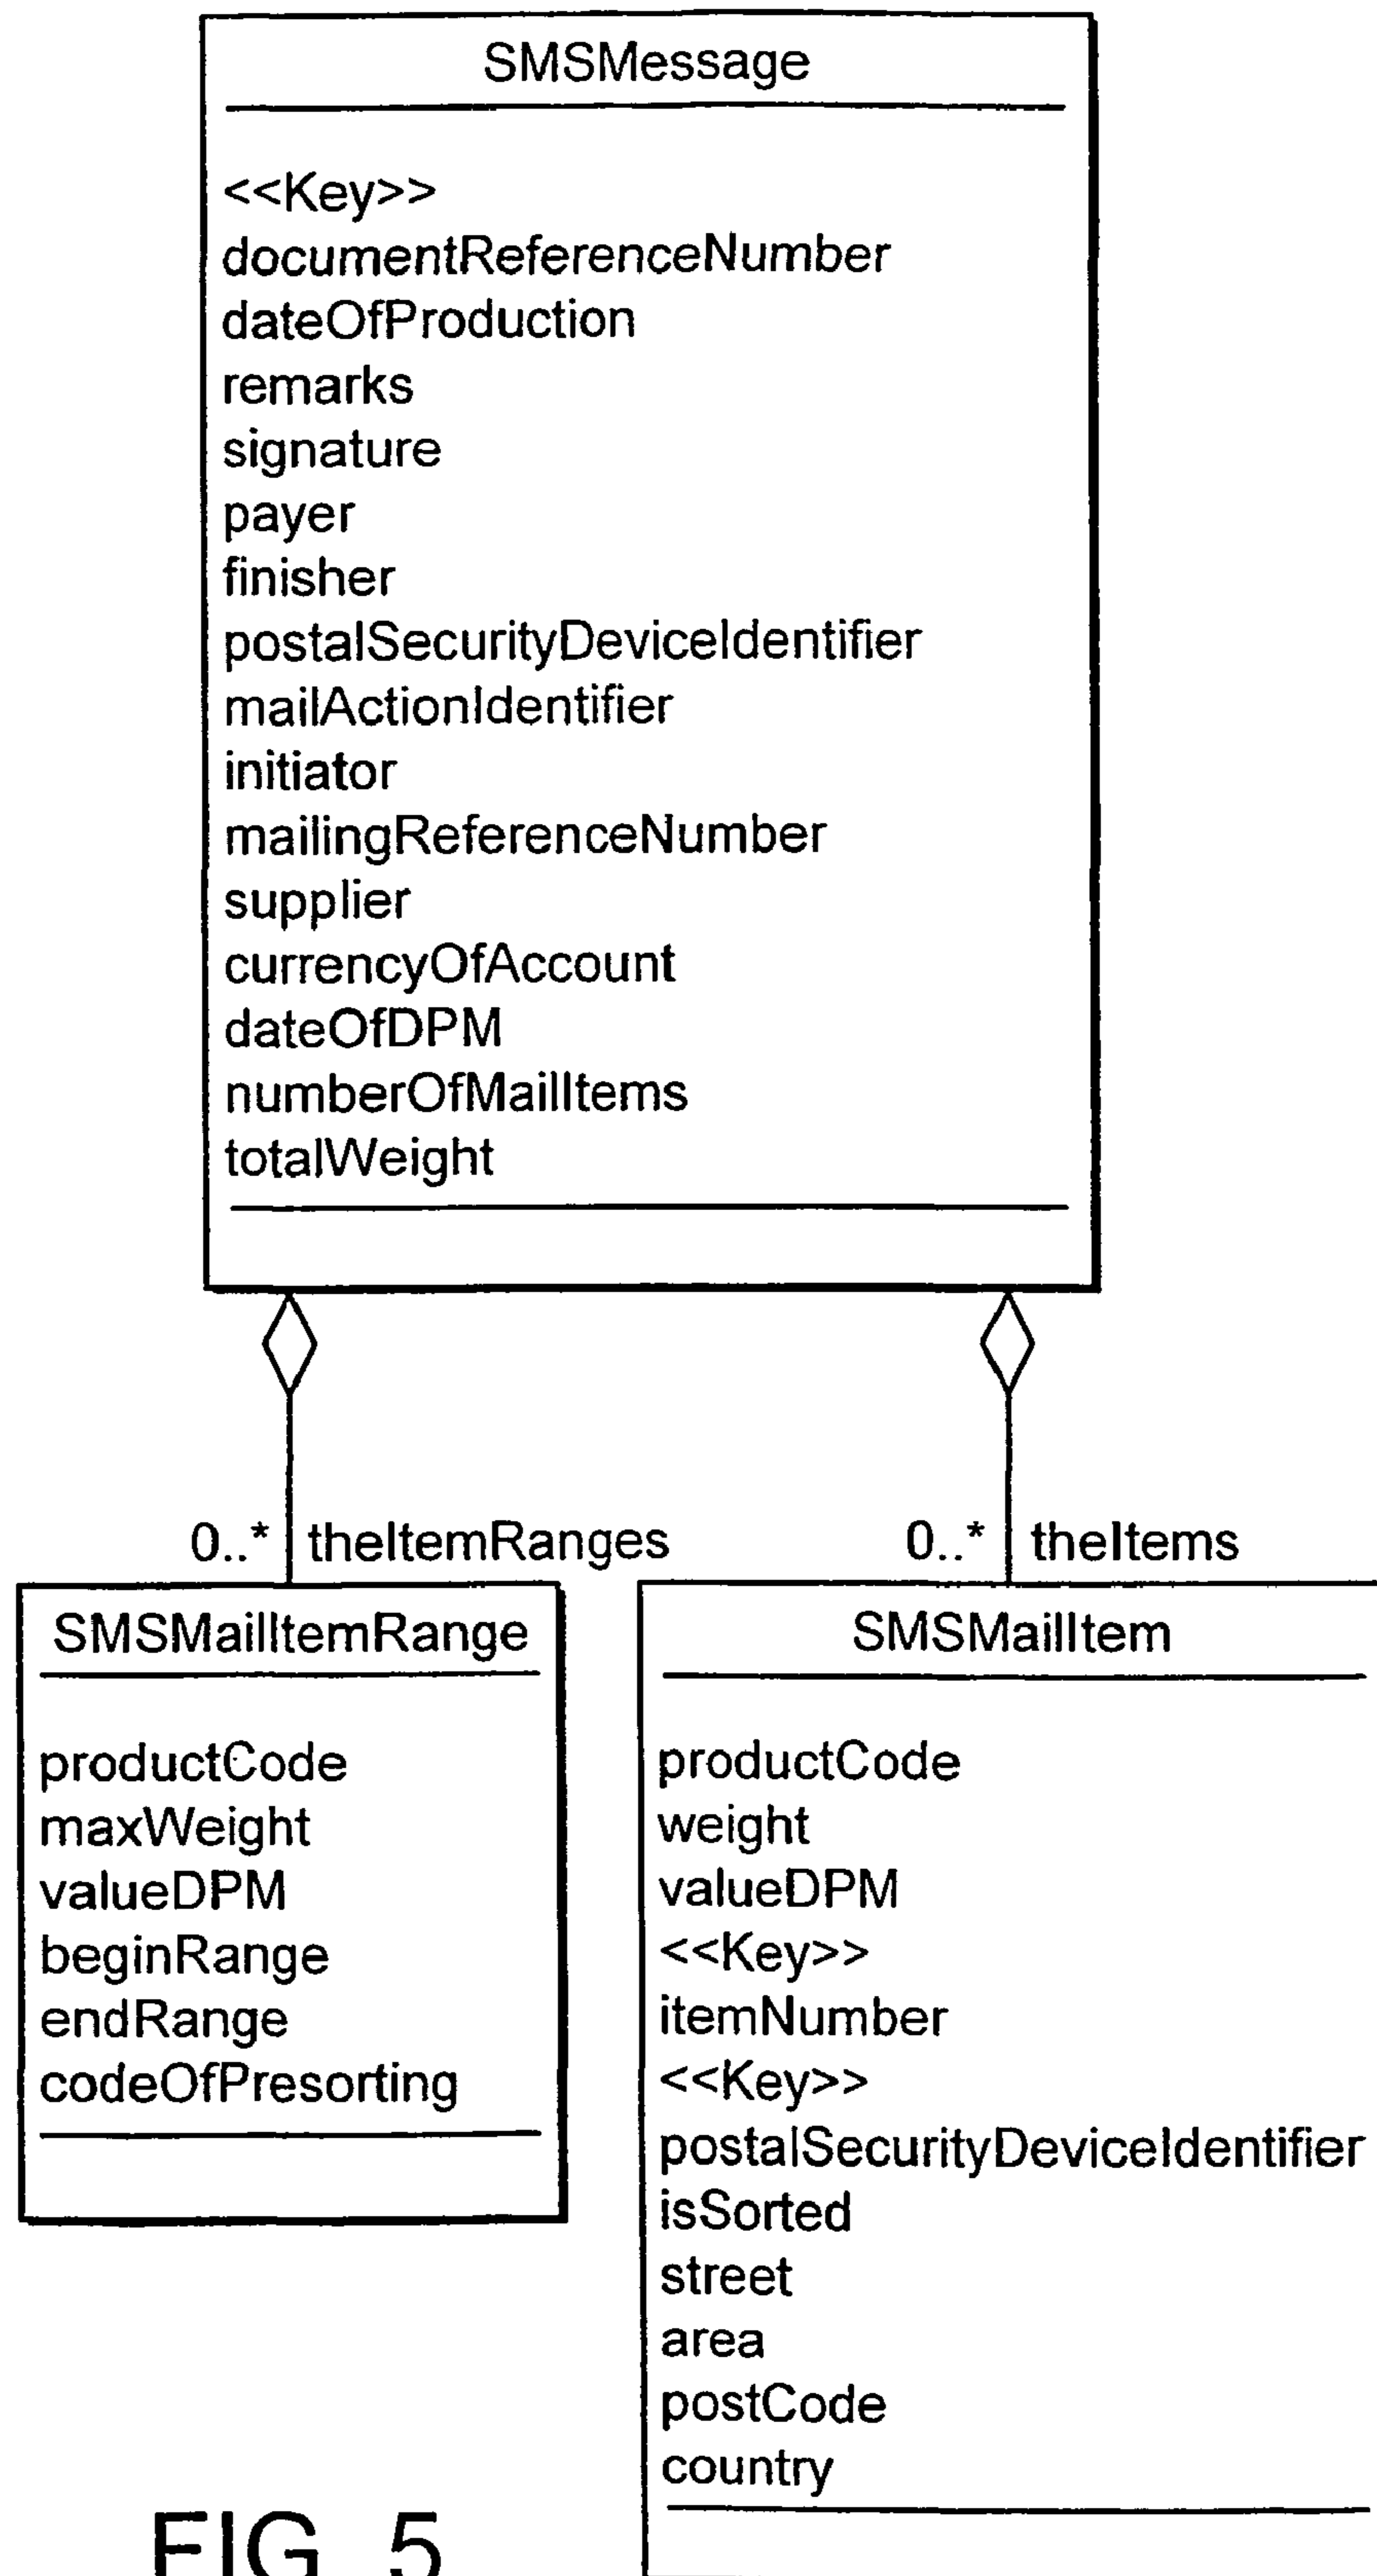 SMSMessage
<<Key>>
documentReferenceNumber
dateOfProduction
remarks
signature
payer
finisher
postalSecurityDeviceIdentifier
mailActionIdentifier
initiator
mailingReferenceNumber
supplier
currencyOfAccount
dateOfDPM
numberOfMailItems
totalWeight
0..* theItemRanges
0..* theItems
SMSMailItemRange
productCode
maxWeight
valueDPM
beginRange
endRange
codeOfPresorting
SMSMailItem
productCode
weight
valueDPM
<<Key>>
itemNumber
<<Key>>
postalSecurityDeviceIdentifier
isSorted
street
area
postCode
country
FIG. 5